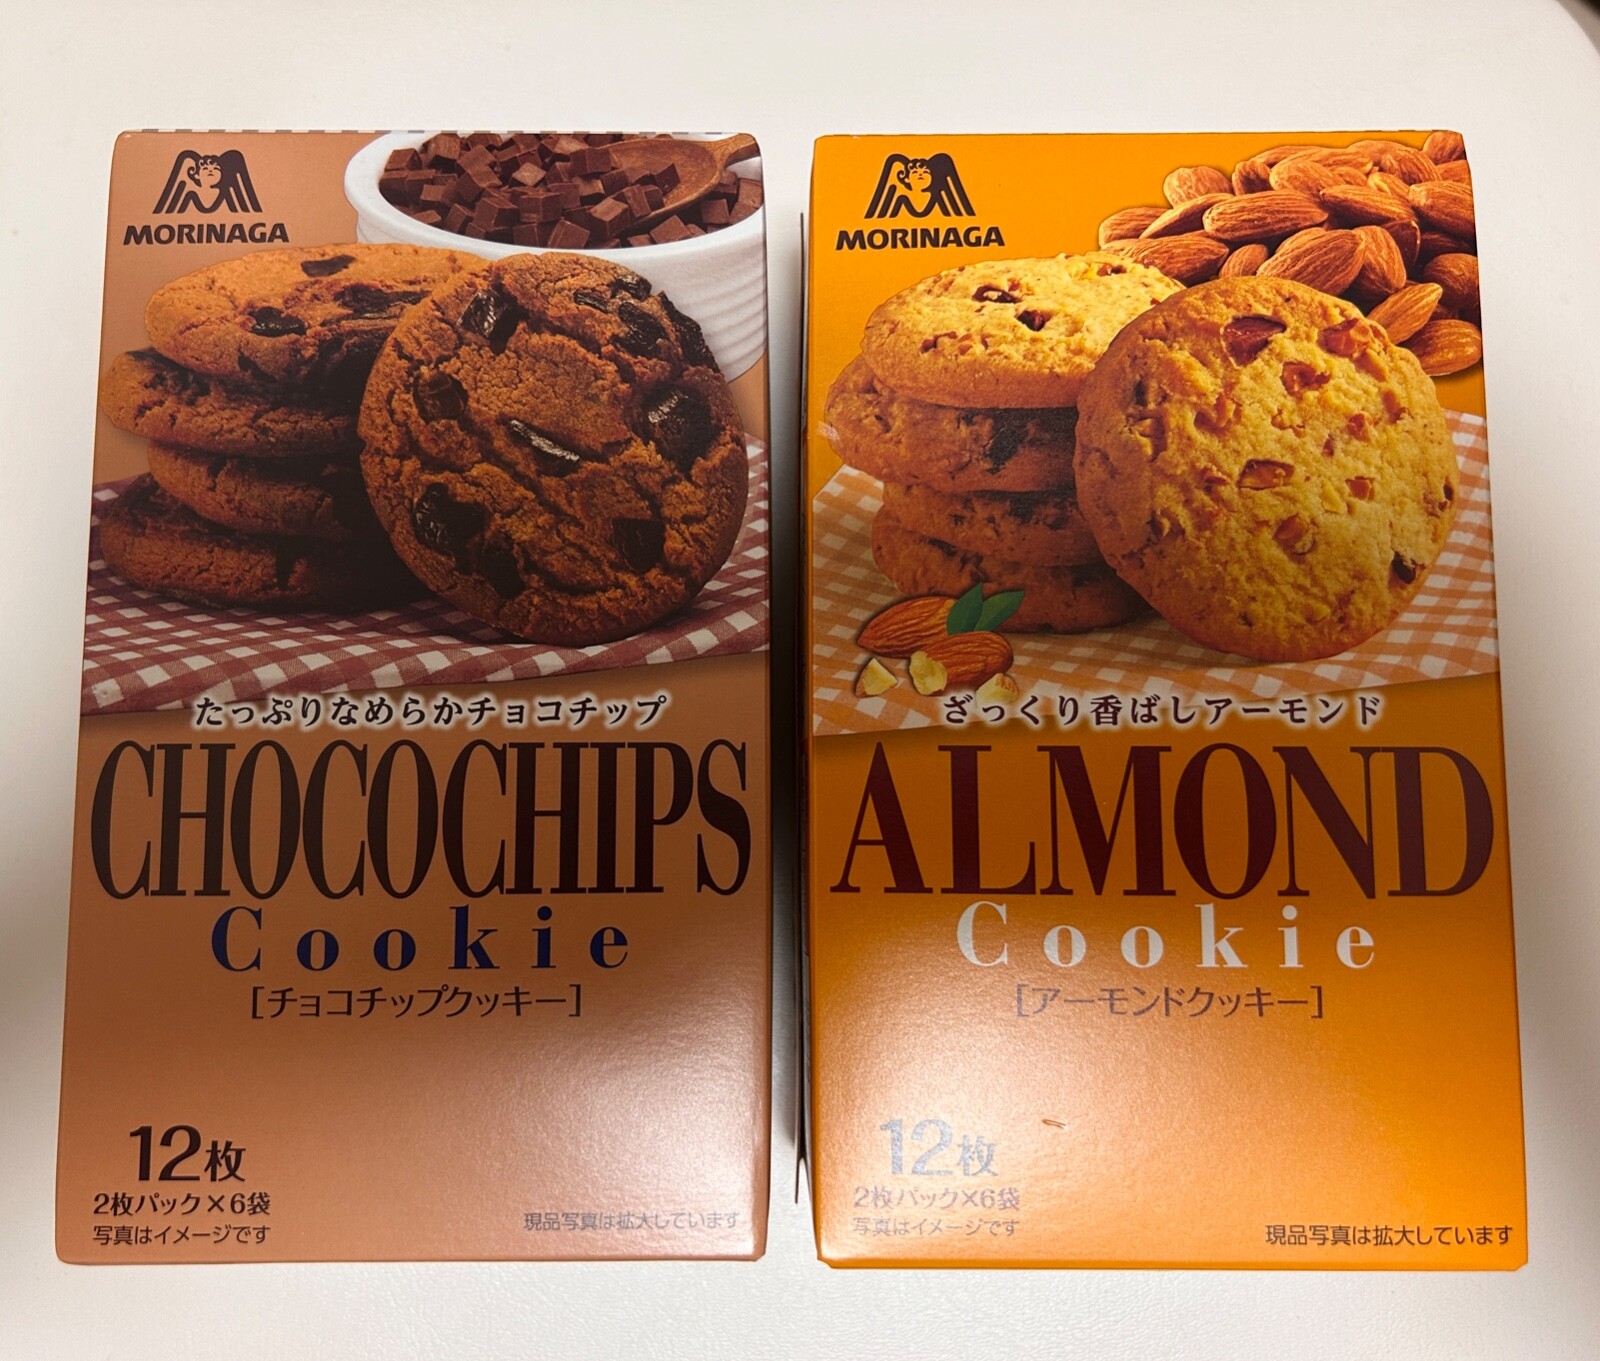 MORINAGA
たっぷりなめらかチョコチップ
CHOCOCHIPS
Cookie
[チョコチップクッキー]
12枚
2枚パック×6袋
写真はイメージです
現品写真は拡大しています
MORINAGA
ざっくり香ばしアーモンド
ALMOND
Cookie
[アーモンドクッキー]
12枚
2枚パック×6袋
写真はイメージです
現品写真は拡大しています